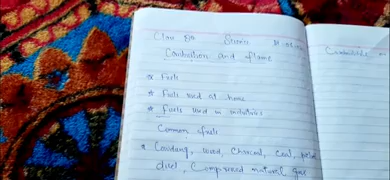 Class 8th Science
Combustion and flame
* Fuels
* Fuels used at home
* Fuels used in industries
Common fuels
* Cowdung, wood, charcoal, coal, petrol
diesel, Compressed natural gas